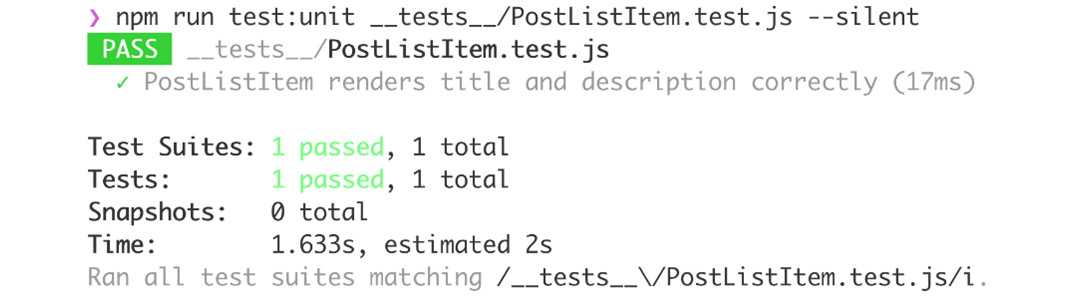 ❯ npm run test:unit __tests__/PostListItem.test.js --silent
PASS __tests__/PostListItem.test.js
✓ PostListItem renders title and description correctly (17ms)
Test Suites: 1 passed, 1 total
Tests: 1 passed, 1 total
Snapshots: 0 total
Time: 1.633s, estimated 2s
Ran all test suites matching /__tests__\/PostListItem.test.js/i.